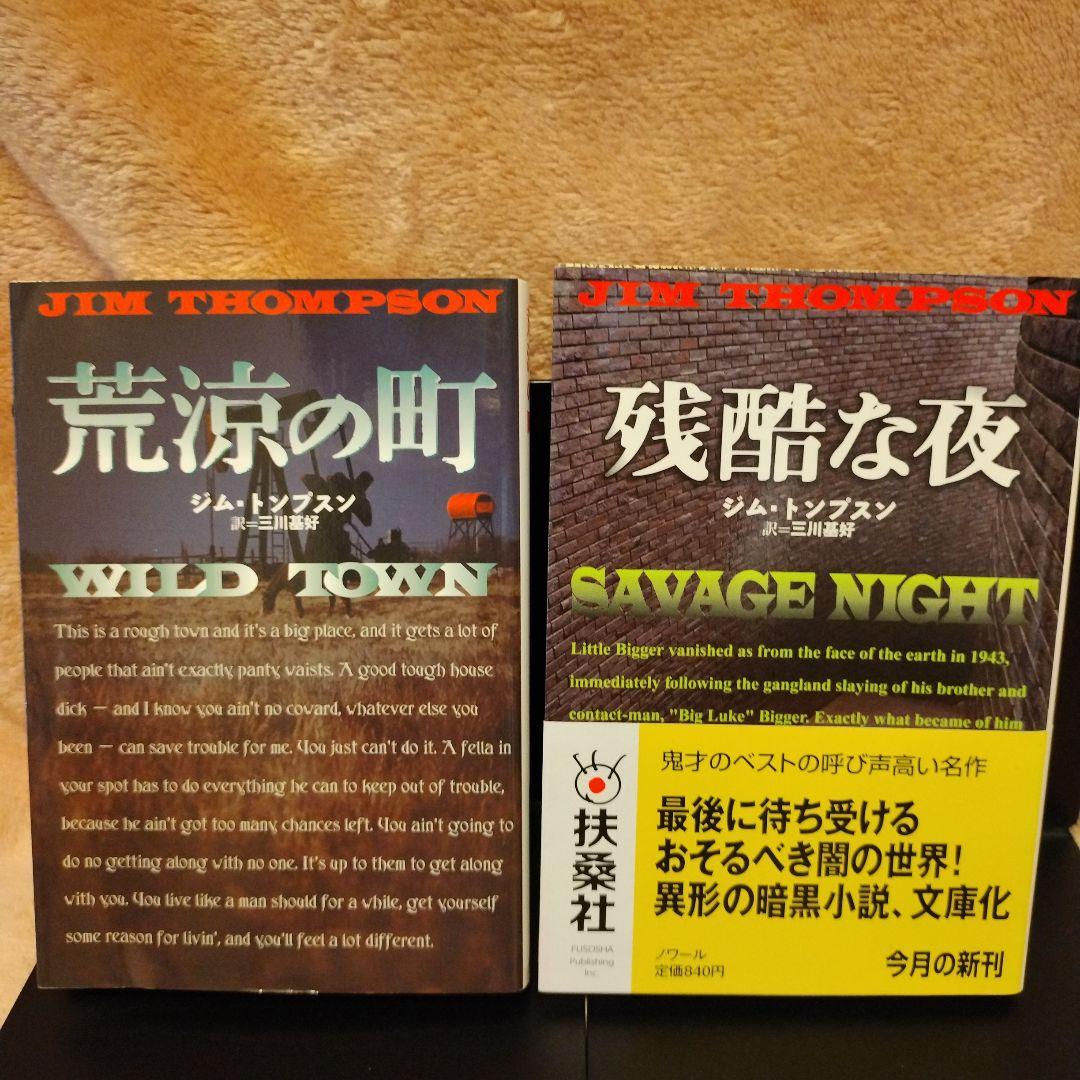 JIM THOMPSON
荒涼の町
ジム・トンプスン
訳=三川基好
WILD TOWN
This is a rough town and it's a big place, and it gets a lot of
people that ain't exactly panty waists. A good tough house
dick — and I know you ain't no coward, whatever else you
been — can save trouble for me. You just can't do it. A fella in
your spot has to do everything he can to keep out of trouble,
because he ain't got too many chances left. You ain't going to
do no getting along with no one. It's up to them to get along
with you. You live like a man should for a while, get yourself
some reason for livin', and you'll feel a lot different.
JIM THOMPSON
残酷な夜
ジム・トンプスン
訳=三川基好
SAVAGE NIGHT
Little Bigger vanished as from the face of the earth in 1943,
immediately following the gangland slaying of his brother and
contact-man, "Big Luke" Bigger. Exactly what became of him
扶桑社
FUSOSHA
Publishing
Inc.
鬼才のベストの呼び声高い名作
最後に待ち受ける
おそるべき闇の世界!
異形の暗黒小説、文庫化
ノワール
定価840円
今月の新刊